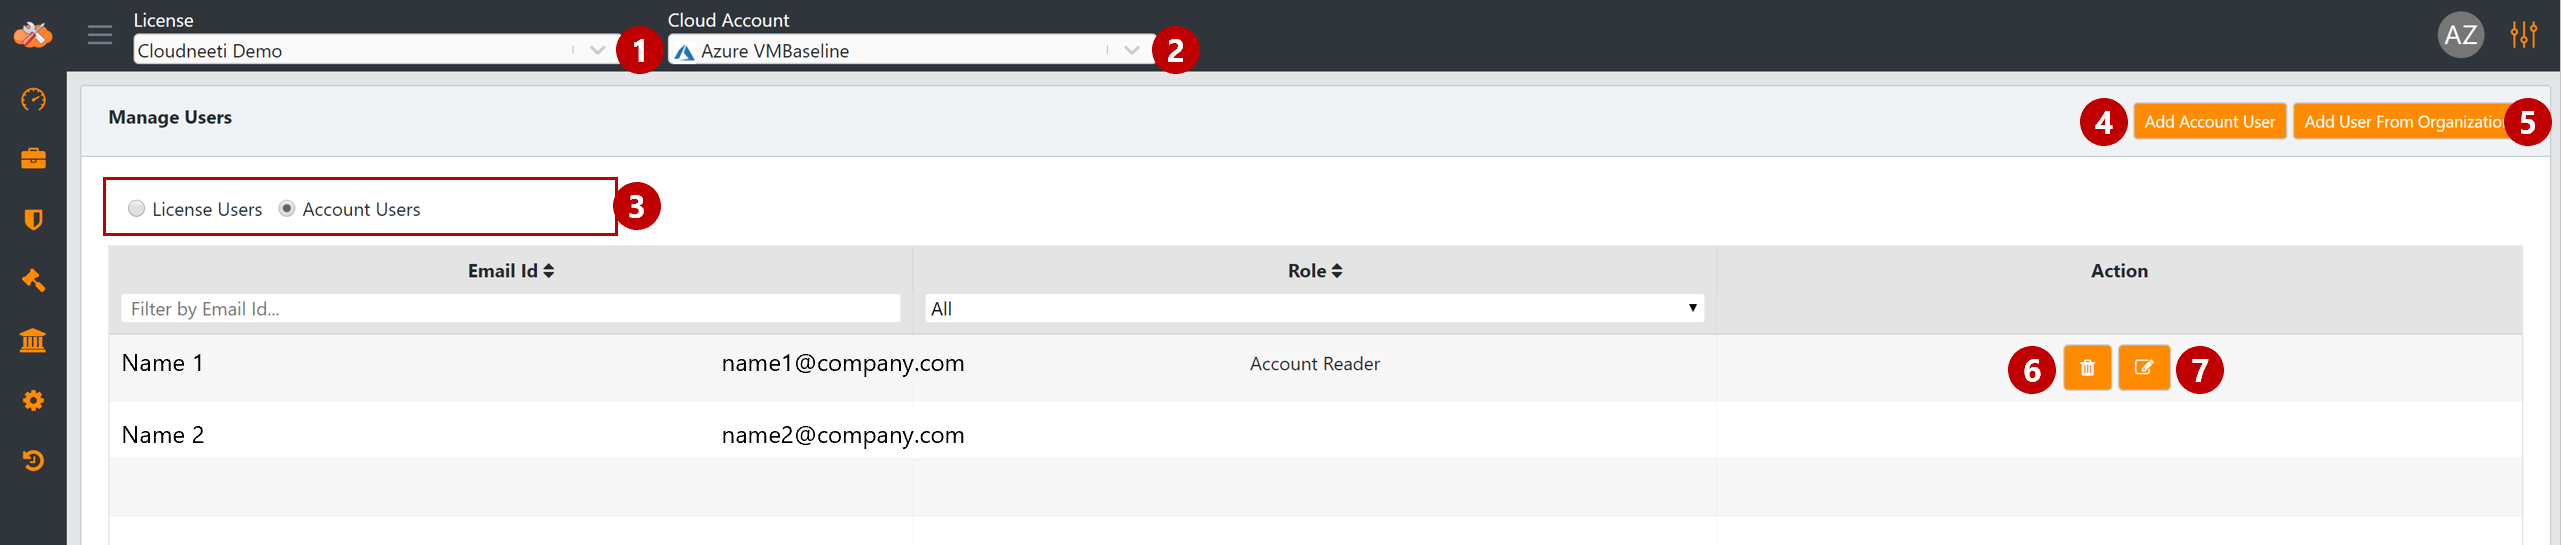 License
Cloud Account
Cloudneeti Demo
1
Azure VMBaseline
2
AZ
Manage Users
4
Add Account User
Add User From Organizatio
5
License Users
Account Users
3
Email Id
Role
Action
Filter by Email Id...
All
Name 1
name1@company.com
Account Reader
6
7
Name 2
name2@company.com